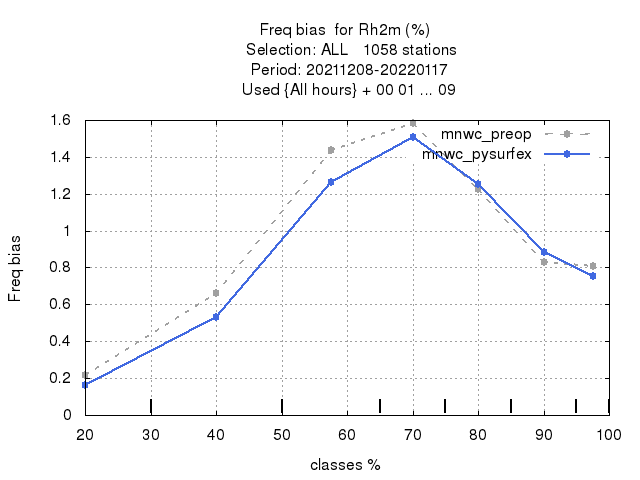 Freq bias  for Rh2m (%)
Selection: ALL   1058 stations
Period: 20211208-20220117
Used {All hours} + 00 01 ... 09
mnwc_preop
mnwc_pysurfex
Freq bias
1.6
1.4
1.2
1
0.8
0.6
0.4
0.2
0
20 30 40 50 60 70 80 90 100
classes %